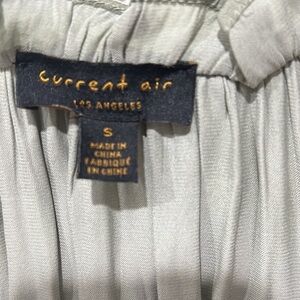 current air
LOS ANGELES
S
MADE IN
CHINA
FABRIQUÉ
EN CHINE